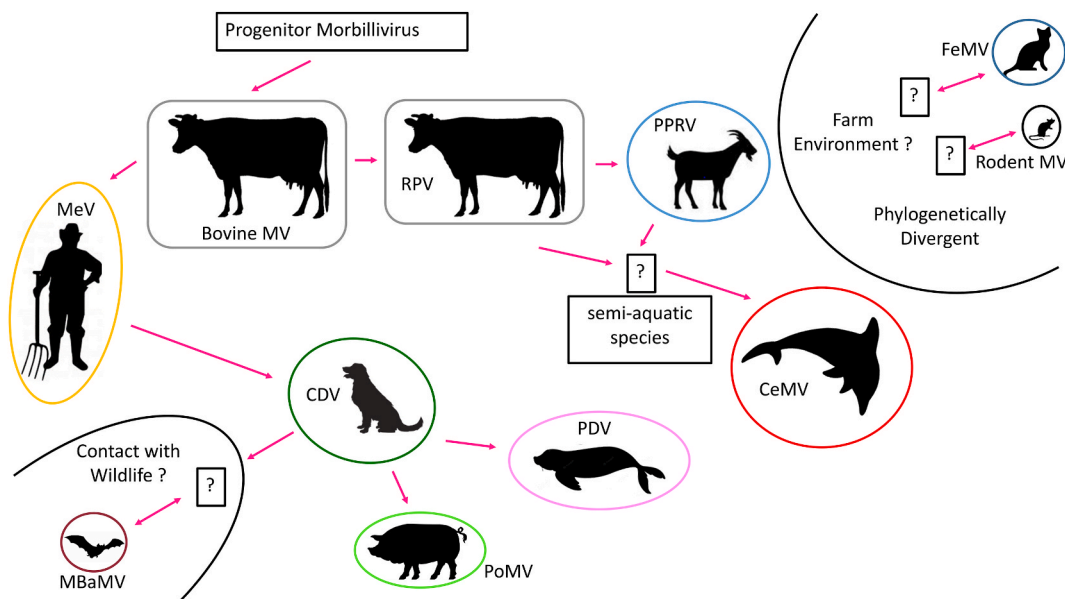 Progenitor Morbillivirus
FeMV
?
Farm
Environment ?
?
Rodent MV
Phylogenetically
Divergent
PPRV
RPV
Bovine MV
MeV
?
semi-aquatic
species
CeMV
CDV
PDV
Contact with
Wildlife ?
?
MBaMV
PoMV